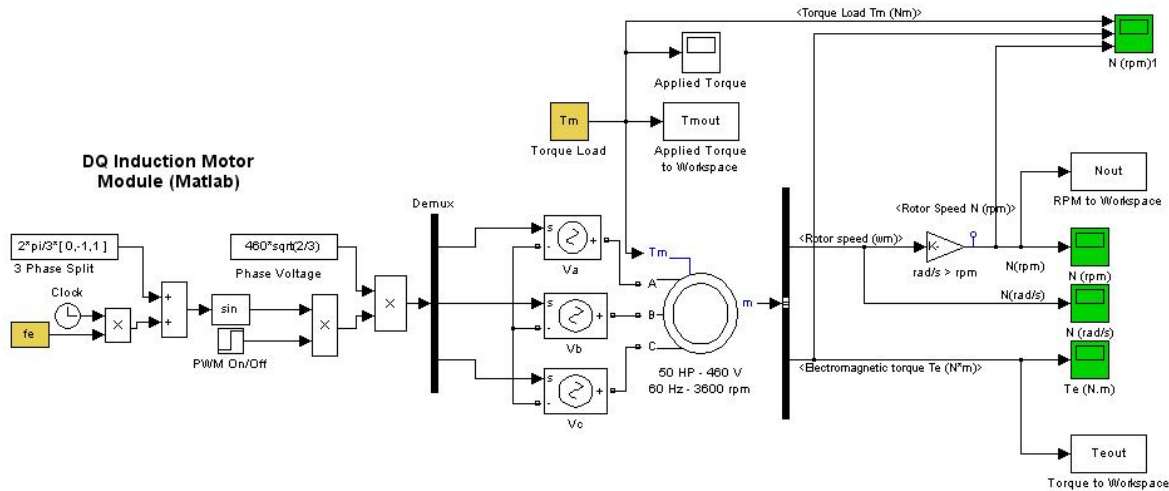 <Torque Load Tm (Nm)>
N (rpm)1
Applied Torque
Tm
Torque Load
Tmout
Applied Torque
to Workspace
DQ Induction Motor
Module (Matlab)
Nout
RPM to Workspace
Demux
<Rotor Speed N (rpm)>
2*pi/3*[0,-1,1]
3 Phase Split
460*sqrt(2/3)
Phase Voltage
s
-
+
Va
Tm
<Rotor speed (wm)>
K-
rad/s > rpm
N(rpm)
N (rpm)
Clock
×
+
+
sin
×
×
A
B
C
m
N(rad/s)
N (rad/s)
fe
PWM On/Off
s
-
+
Vb
s
-
+
Vc
50 HP - 460 V
60 Hz - 3600 rpm
<Electromagnetic torque Te (N*m)>
Te (N.m)
Teout
Torque to Workspace